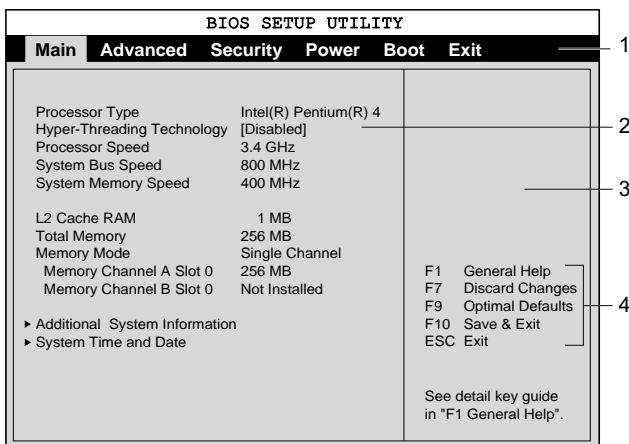 BIOS SETUP UTILITY
Main Advanced Security Power Boot Exit 1
Processor Type Intel(R) Pentium(R) 4
Hyper-Threading Technology [Disabled] 2
Processor Speed 3.4 GHz
System Bus Speed 800 MHz
System Memory Speed 400 MHz 3
L2 Cache RAM 1 MB
Total Memory 256 MB
Memory Mode Single Channel
Memory Channel A Slot 0 256 MB
Memory Channel B Slot 0 Not Installed
▸ Additional System Information
▸ System Time and Date
F1 General Help
F7 Discard Changes
F9 Optimal Defaults 4
F10 Save & Exit
ESC Exit
See detail key guide
in "F1 General Help".